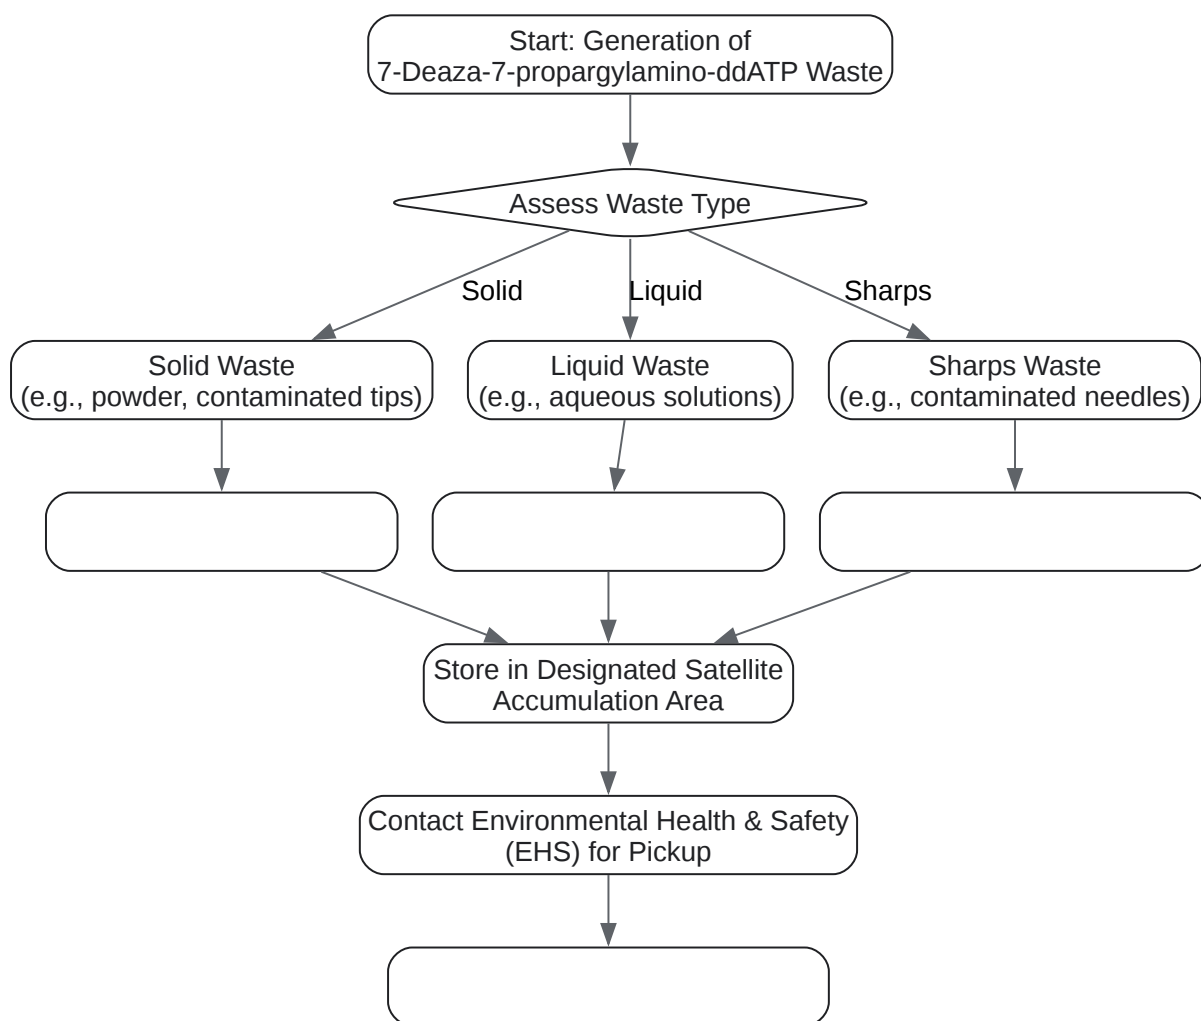 Start: Generation of
7-Deaza-7-propargylamino-ddATP Waste
Assess Waste Type
Solid
Liquid
Sharps
Solid Waste
(e.g., powder, contaminated tips)
Liquid Waste
(e.g., aqueous solutions)
Sharps Waste
(e.g., contaminated needles)
Store in Designated Satellite
Accumulation Area
Contact Environmental Health & Safety
(EHS) for Pickup